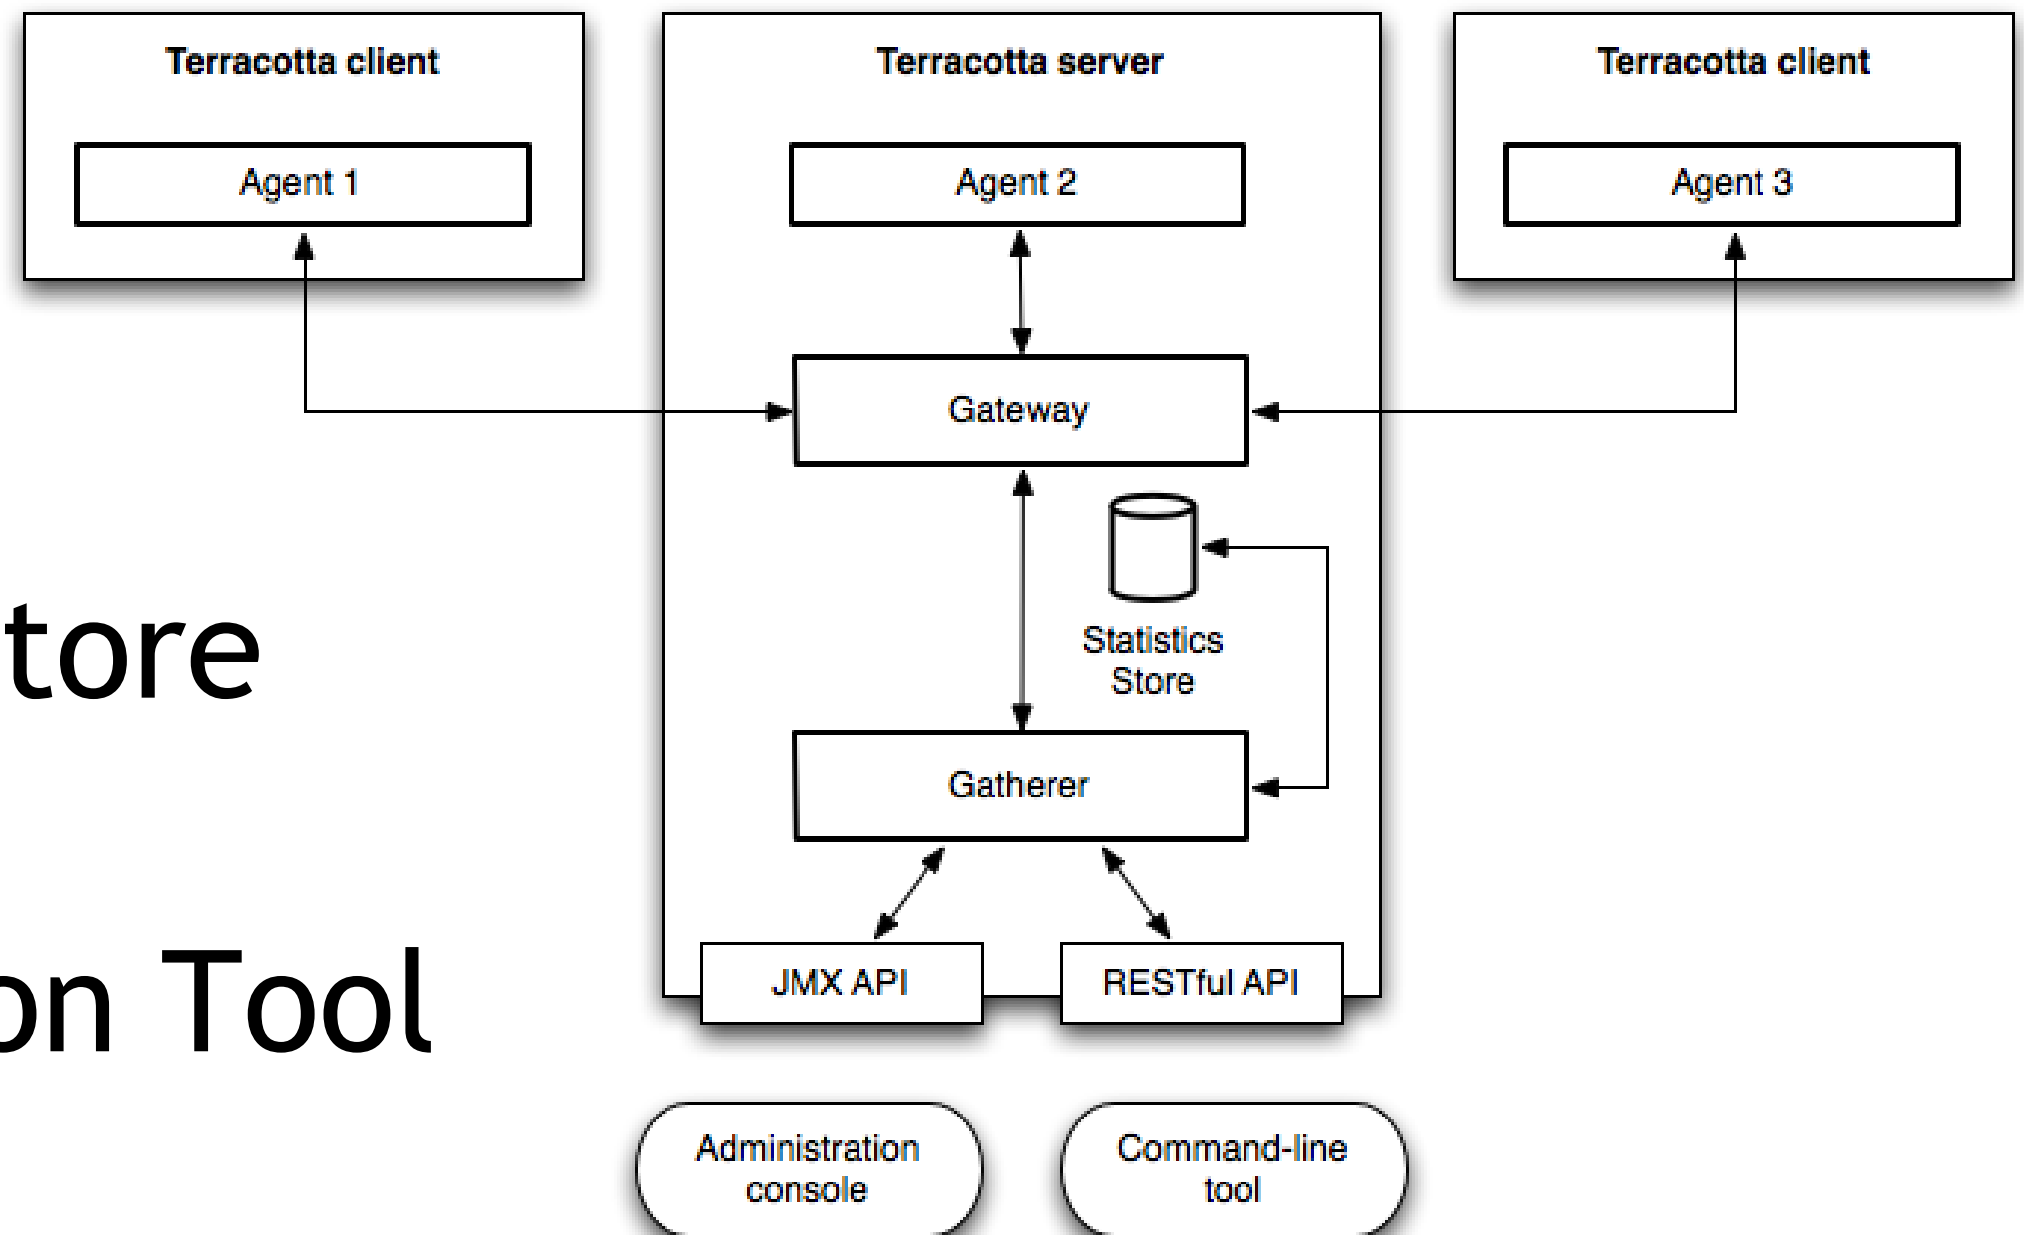 Terracotta client
Terracotta server
Terracotta client
Agent 1
Agent 2
Agent 3
Gateway
Statistics
Store
tore
Gatherer
JMX API
RESTful API
on Tool
Administration
console
Command-line
tool